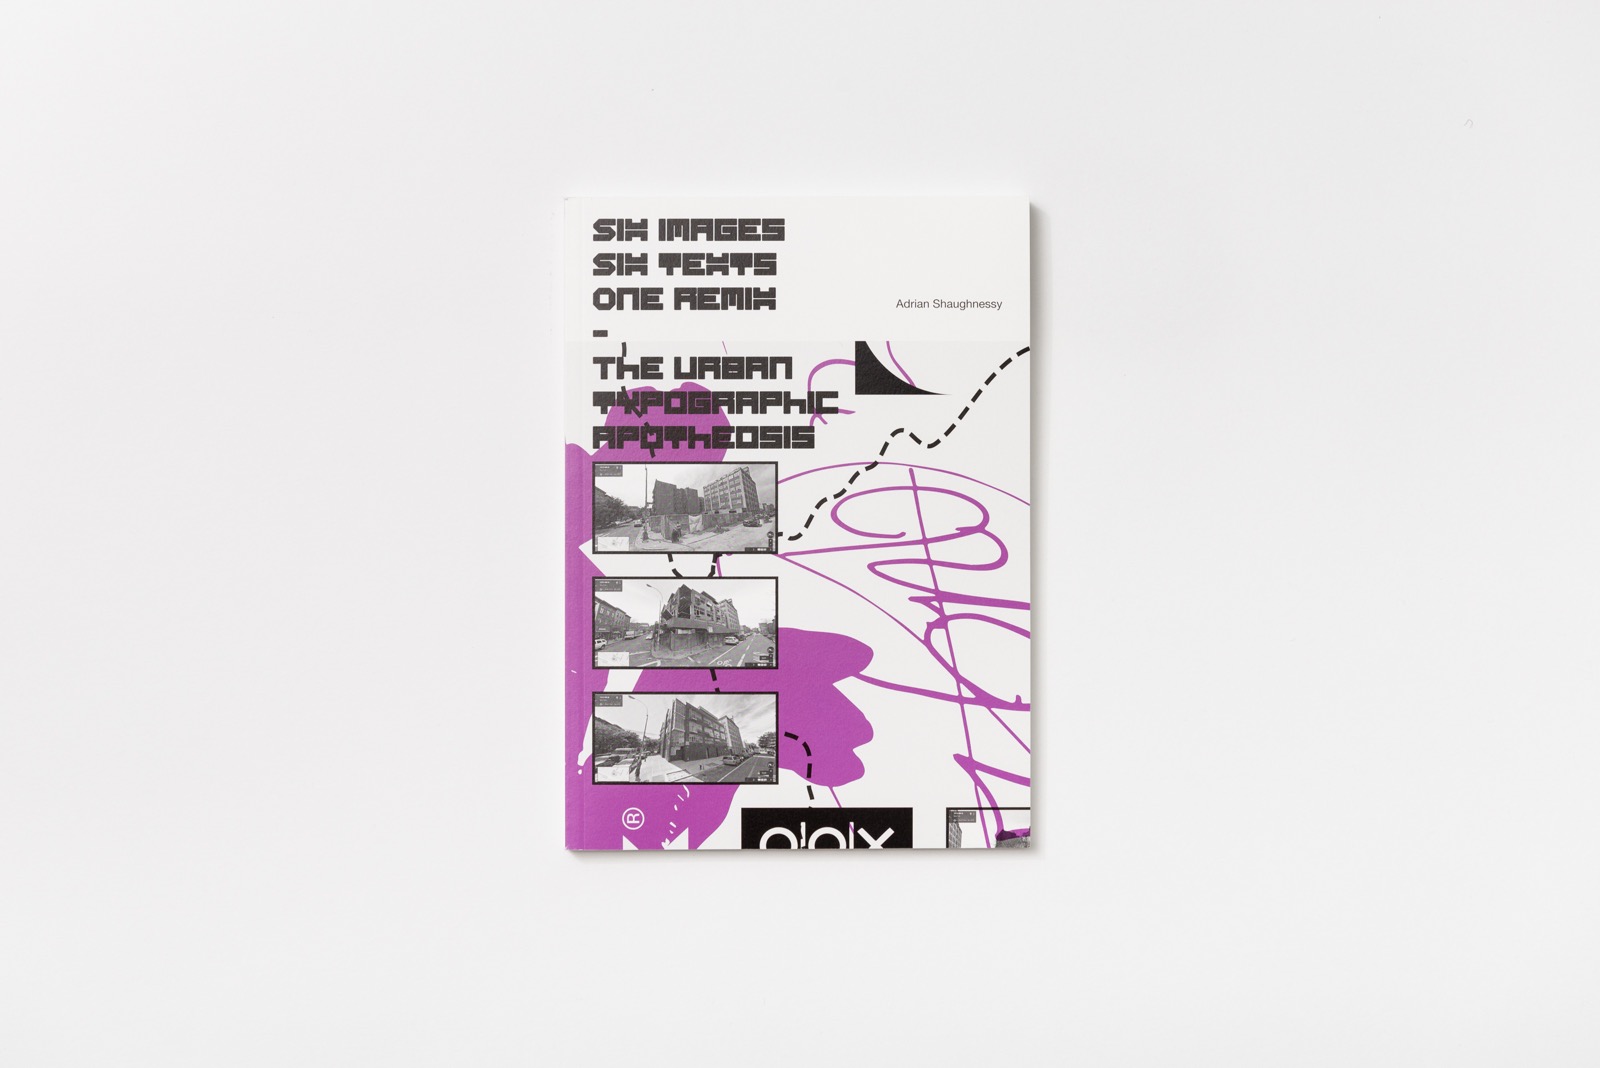 SIX IMAGES
SIX TEXTS
ONE REMIX
Adrian Shaughnessy
–
THE URBAN
TYPOGRAPHIC
APOTHEOSIS
®